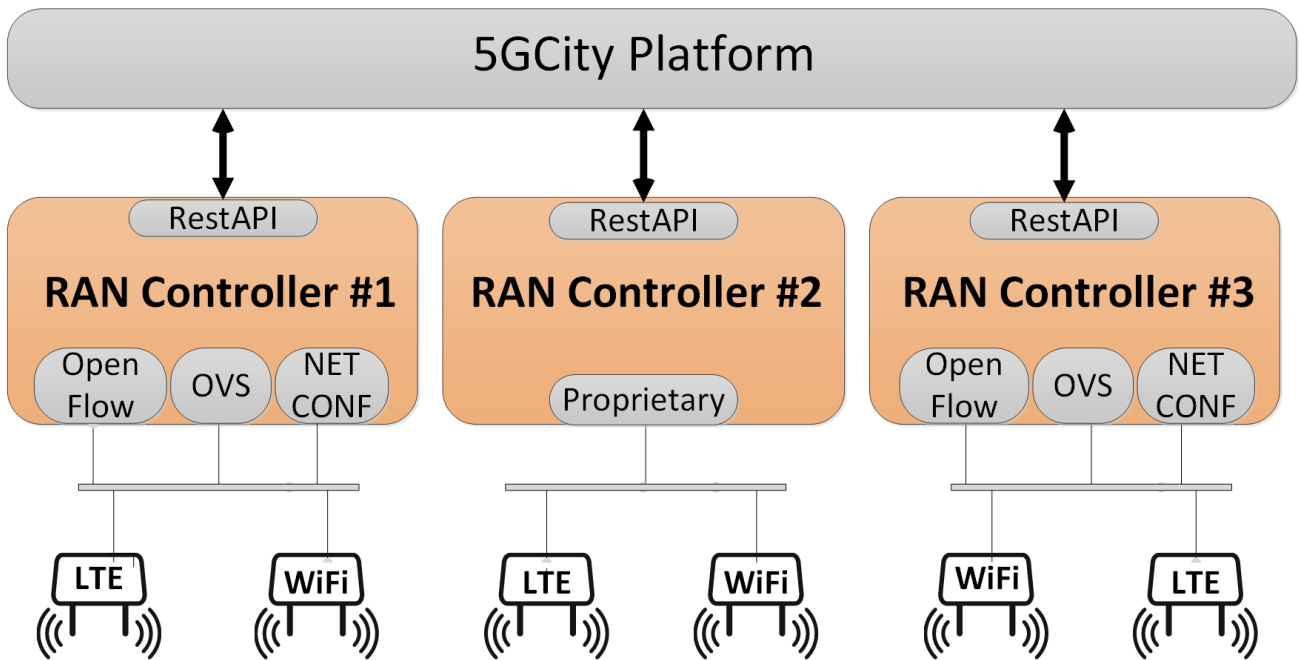 5GCity Platform
RestAPI
RAN Controller #1
Open
Flow
OVS
NET
CONF
RestAPI
RAN Controller #2
Proprietary
RestAPI
RAN Controller #3
Open
Flow
OVS
NET
CONF
LTE
WiFi
LTE
WiFi
WiFi
LTE